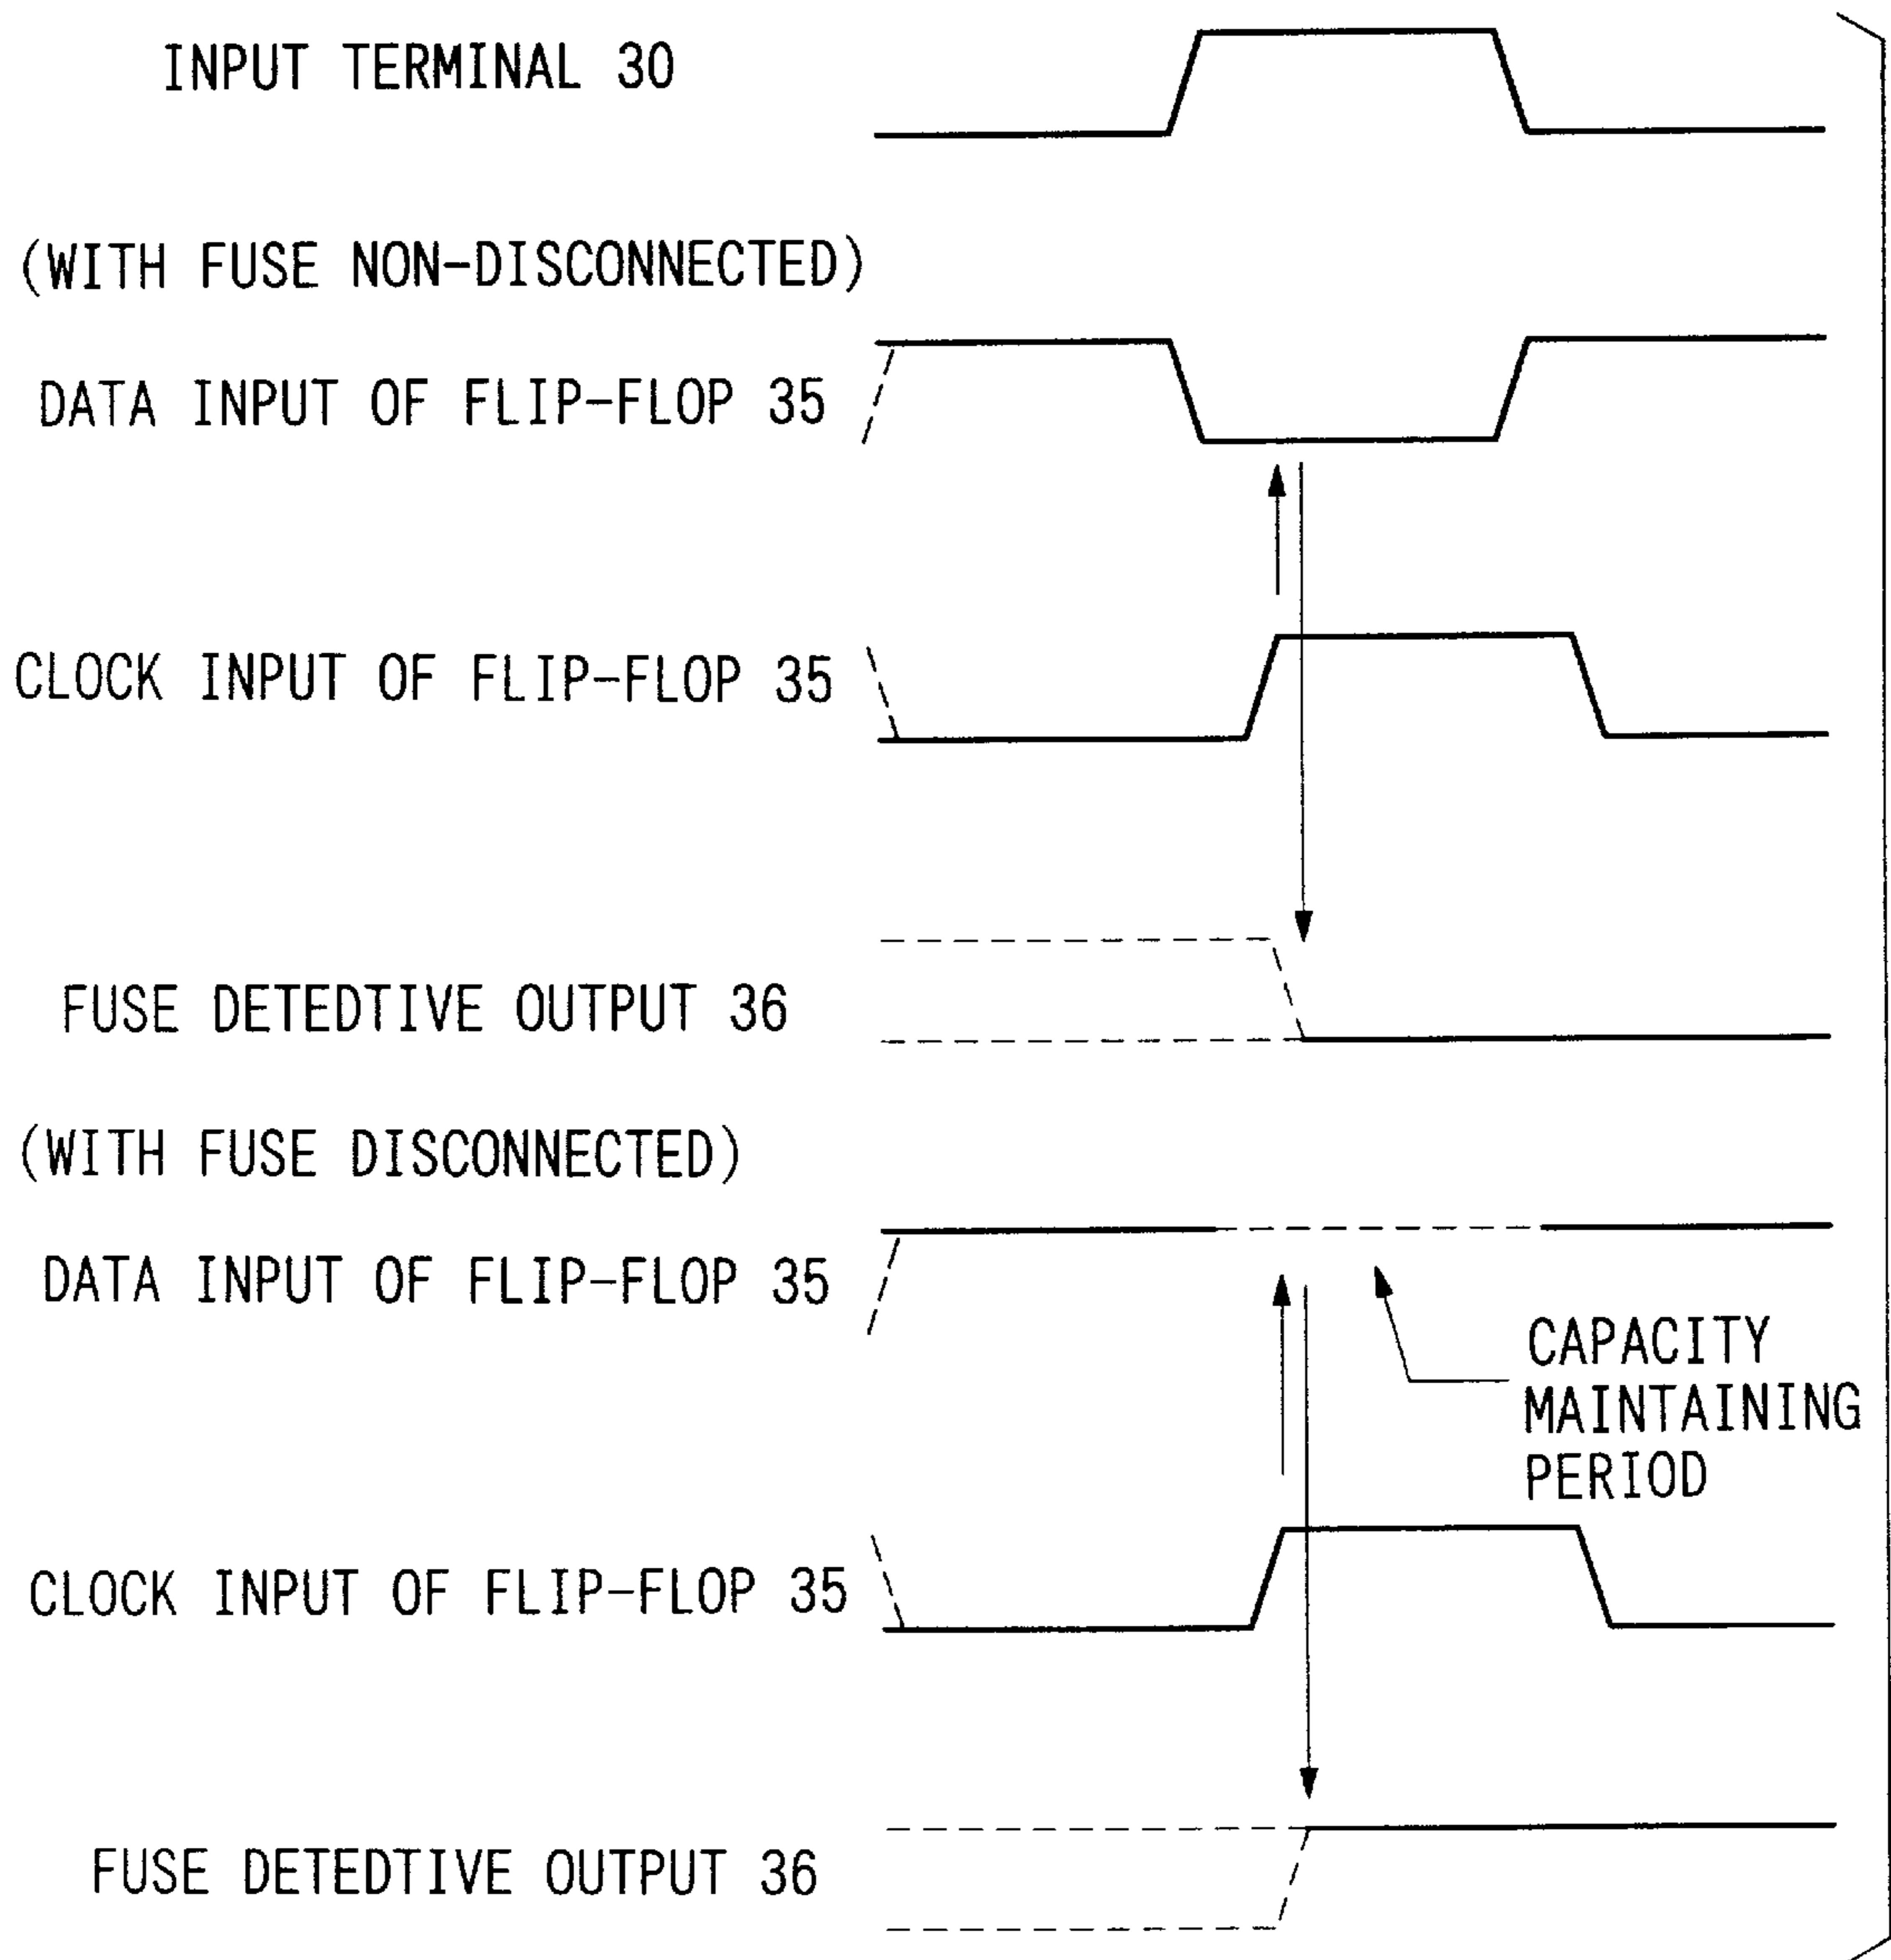 INPUT TERMINAL 30
(WITH FUSE NON-DISCONNECTED)
DATA INPUT OF FLIP-FLOP 35
CLOCK INPUT OF FLIP-FLOP 35
FUSE DETEDTIVE OUTPUT 36
(WITH FUSE DISCONNECTED)
DATA INPUT OF FLIP-FLOP 35
CAPACITY
MAINTAINING
PERIOD
CLOCK INPUT OF FLIP-FLOP 35
FUSE DETEDTIVE OUTPUT 36